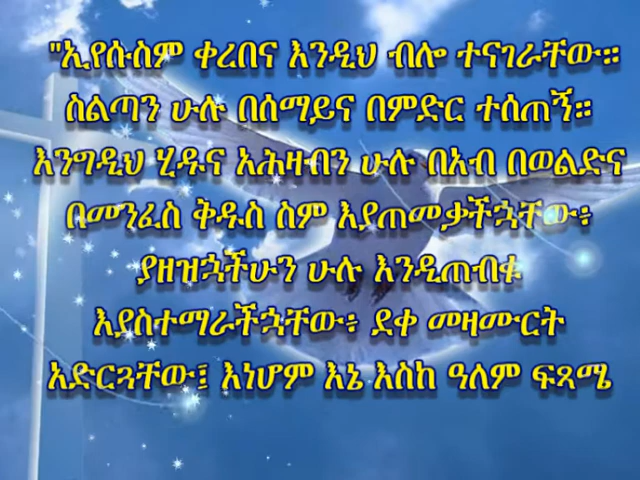 "ኢየሱስም ቀረበና እንዲህ ብሎ ተናገራቸው።
ስልጣን ሁሉ በሰማይና በምድር ተሰጠኝ።
እንግዲህ ሂዱና አሕዛብን ሁሉ በአብ በወልድና
በመንፈስ ቅዱስ ስም እያጠመቃችኋቸው፥
ያዘዝኋችሁን ሁሉ እንዲጠብቁ
እያስተማራችኋቸው፥ ደቀ መዛሙርት
አድርጓቸው፤ እነሆም እኔ እስከ ዓለም ፍጻሜ